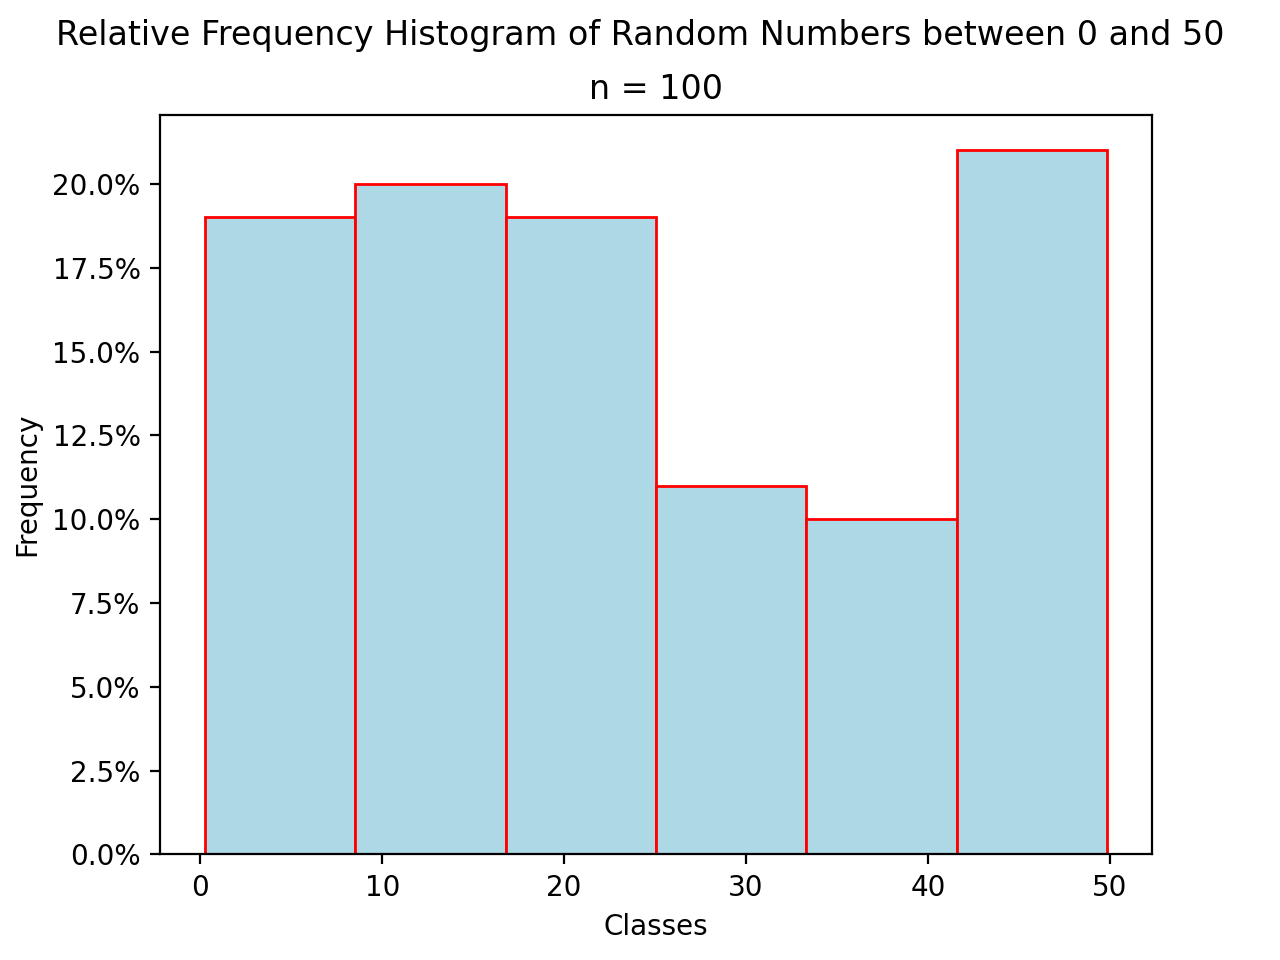 Relative Frequency Histogram of Random Numbers between 0 and 50
n = 100
20.0%
17.5%
15.0%
12.5%
10.0%
7.5%
5.0%
2.5%
0.0%
Frequency
0 10 20 30 40 50
Classes